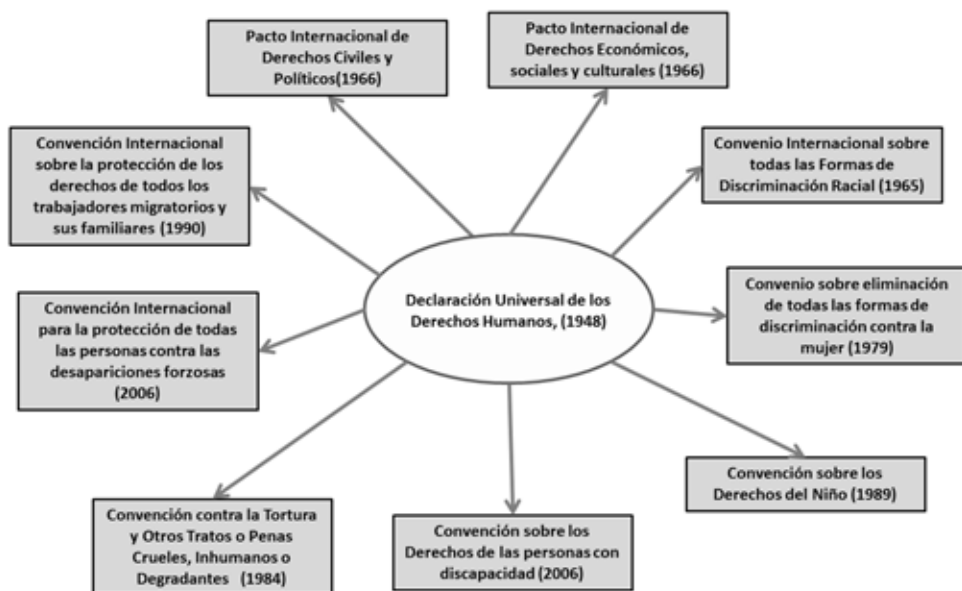 Pacto Internacional de
Derechos Civiles y
Políticos(1966)
Pacto Internacional de
Derechos Económicos,
sociales y culturales (1966)
Convención Internacional
sobre la protección de los
derechos de todos los
trabajadores migratorios y
sus familiares (1990)
Convenio Internacional sobre
todas las Formas de
Discriminación Racial (1965)
Declaración Universal de los
Derechos Humanos, (1948)
Convenio sobre eliminación
de todas las formas de
discriminación contra la
mujer (1979)
Convención Internacional
para la protección de todas
las personas contra las
desapariciones forzosas
(2006)
Convención sobre los
Derechos del Niño (1989)
Convención contra la Tortura
y Otros Tratos o Penas
Crueles, Inhumanos o
Degradantes (1984)
Convención sobre los
Derechos de las personas con
discapacidad (2006)